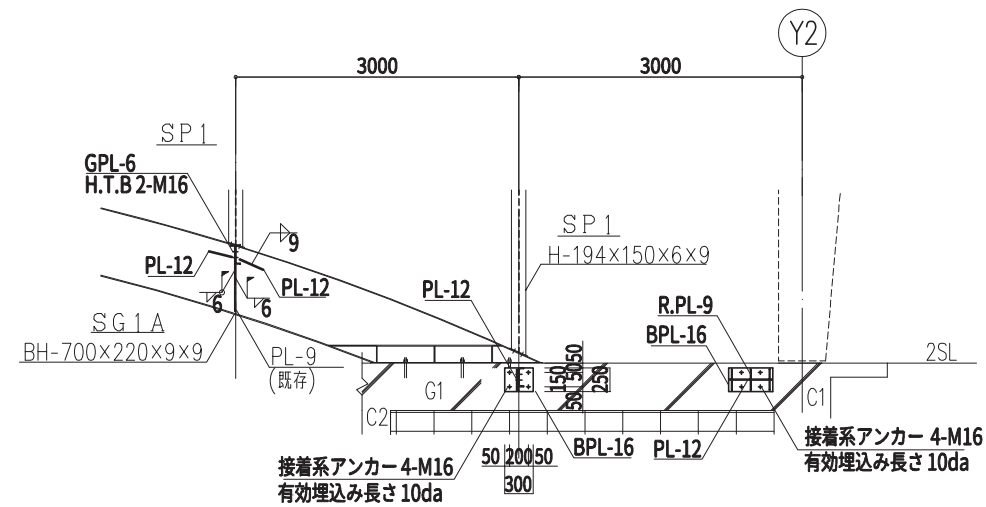 Y2
3000
3000
SP1
GPL-6
H.T.B 2-M16
SP1
9
H-194×150×6×9
PL-12
PL-12
PL-12
R.PL-9
6
6
BPL-16
SG1A
BH-700×220×9×9
PL-9
(既存)
2SL
50
50
150
250
50
G1
C1
C2
BPL-16
PL-12
接着系アンカー 4-M16
有効埋込み長さ 10da
50 200 50
300
接着系アンカー 4-M16
有効埋込み長さ 10da